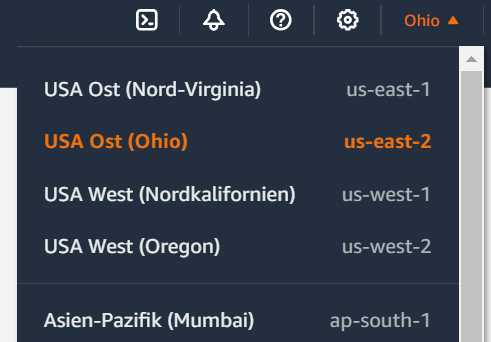 Ohio
USA Ost (Nord-Virginia) us-east-1
USA Ost (Ohio) us-east-2
USA West (Nordkalifornien) us-west-1
USA West (Oregon) us-west-2
Asien-Pazifik (Mumbai) ap-south-1